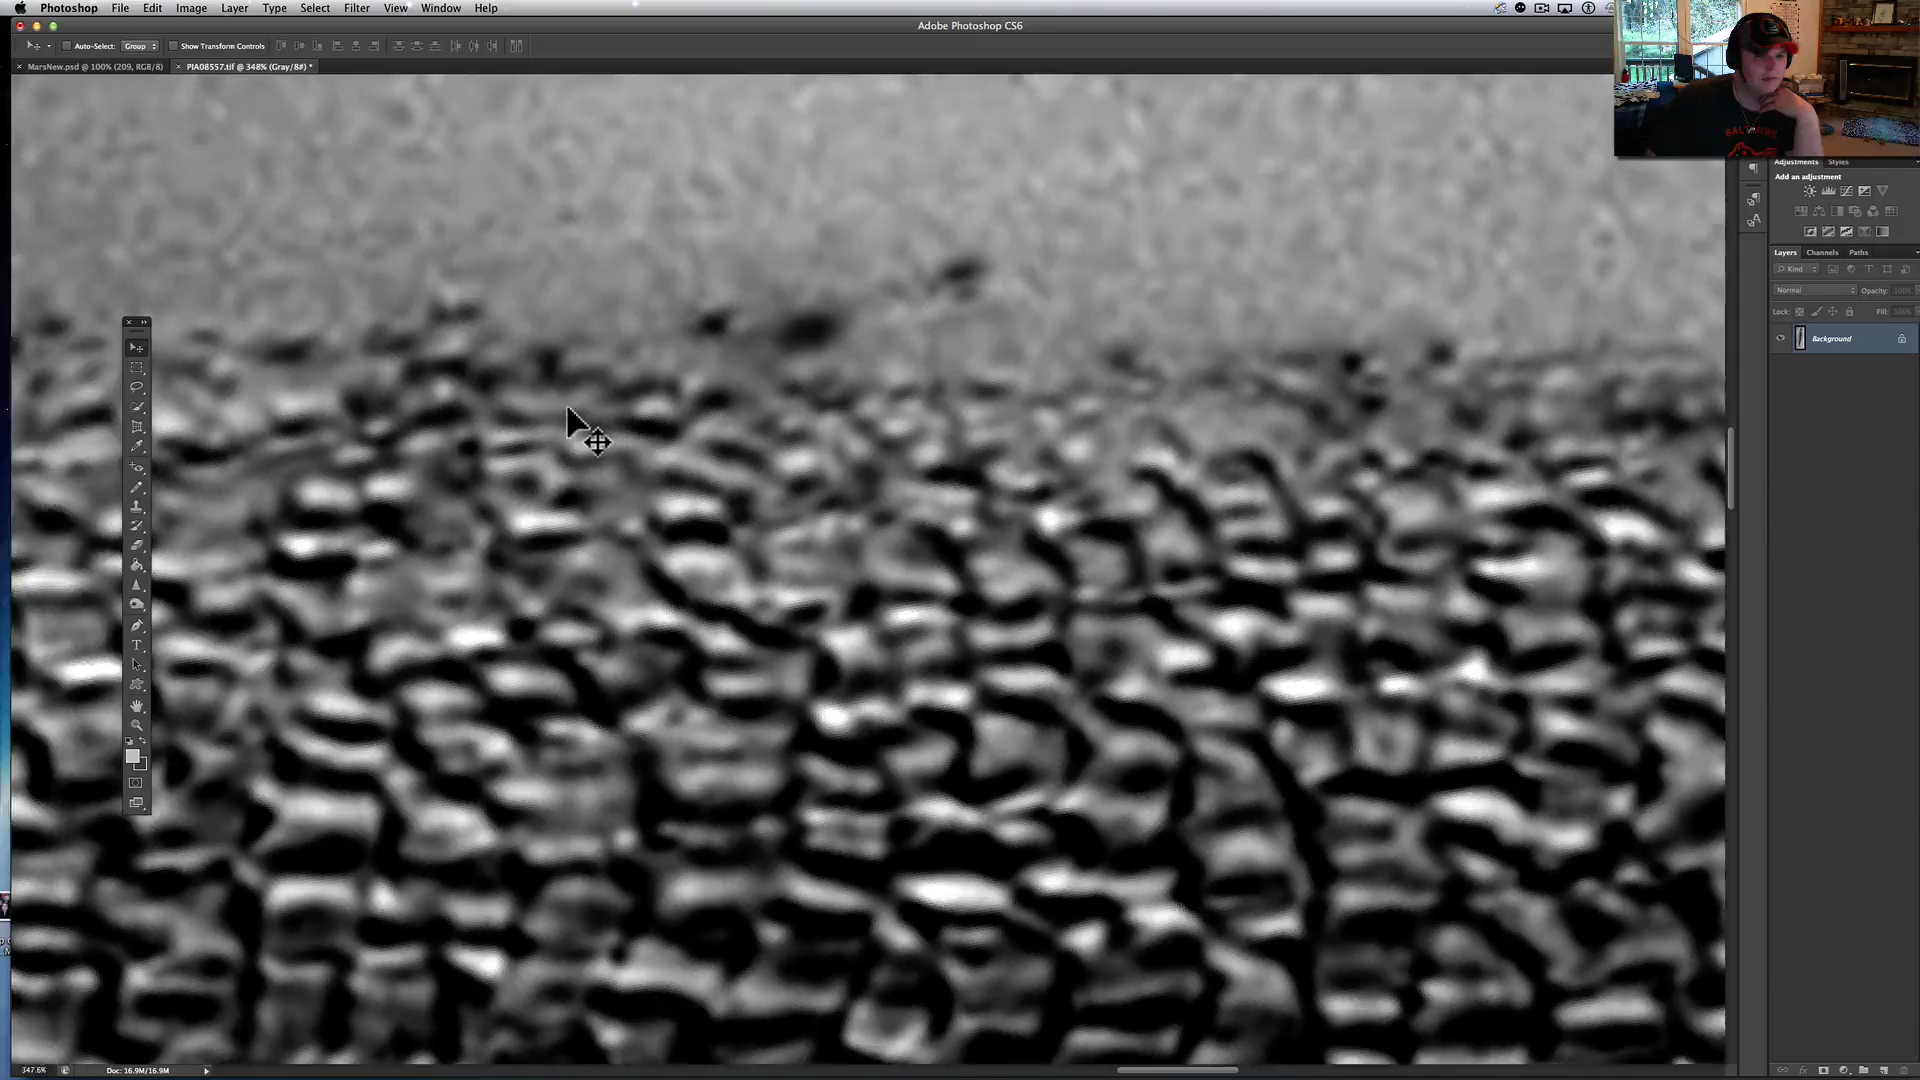 Photoshop File Edit Image Layer Type Select Filter View Window Help
Adobe Photoshop CS6
Auto-Select: Group Show Transform Controls
MarsNew.psd @ 100% (209, RGB/8) PIA08557.tif @ 348% (Gray/8#) *
Adjustments Styles
Add an adjustment
Layers Channels Paths
Kind
Normal Opacity: 100%
Lock: Fill: 100%
Background
347.6% Doc: 16.9M/16.9M